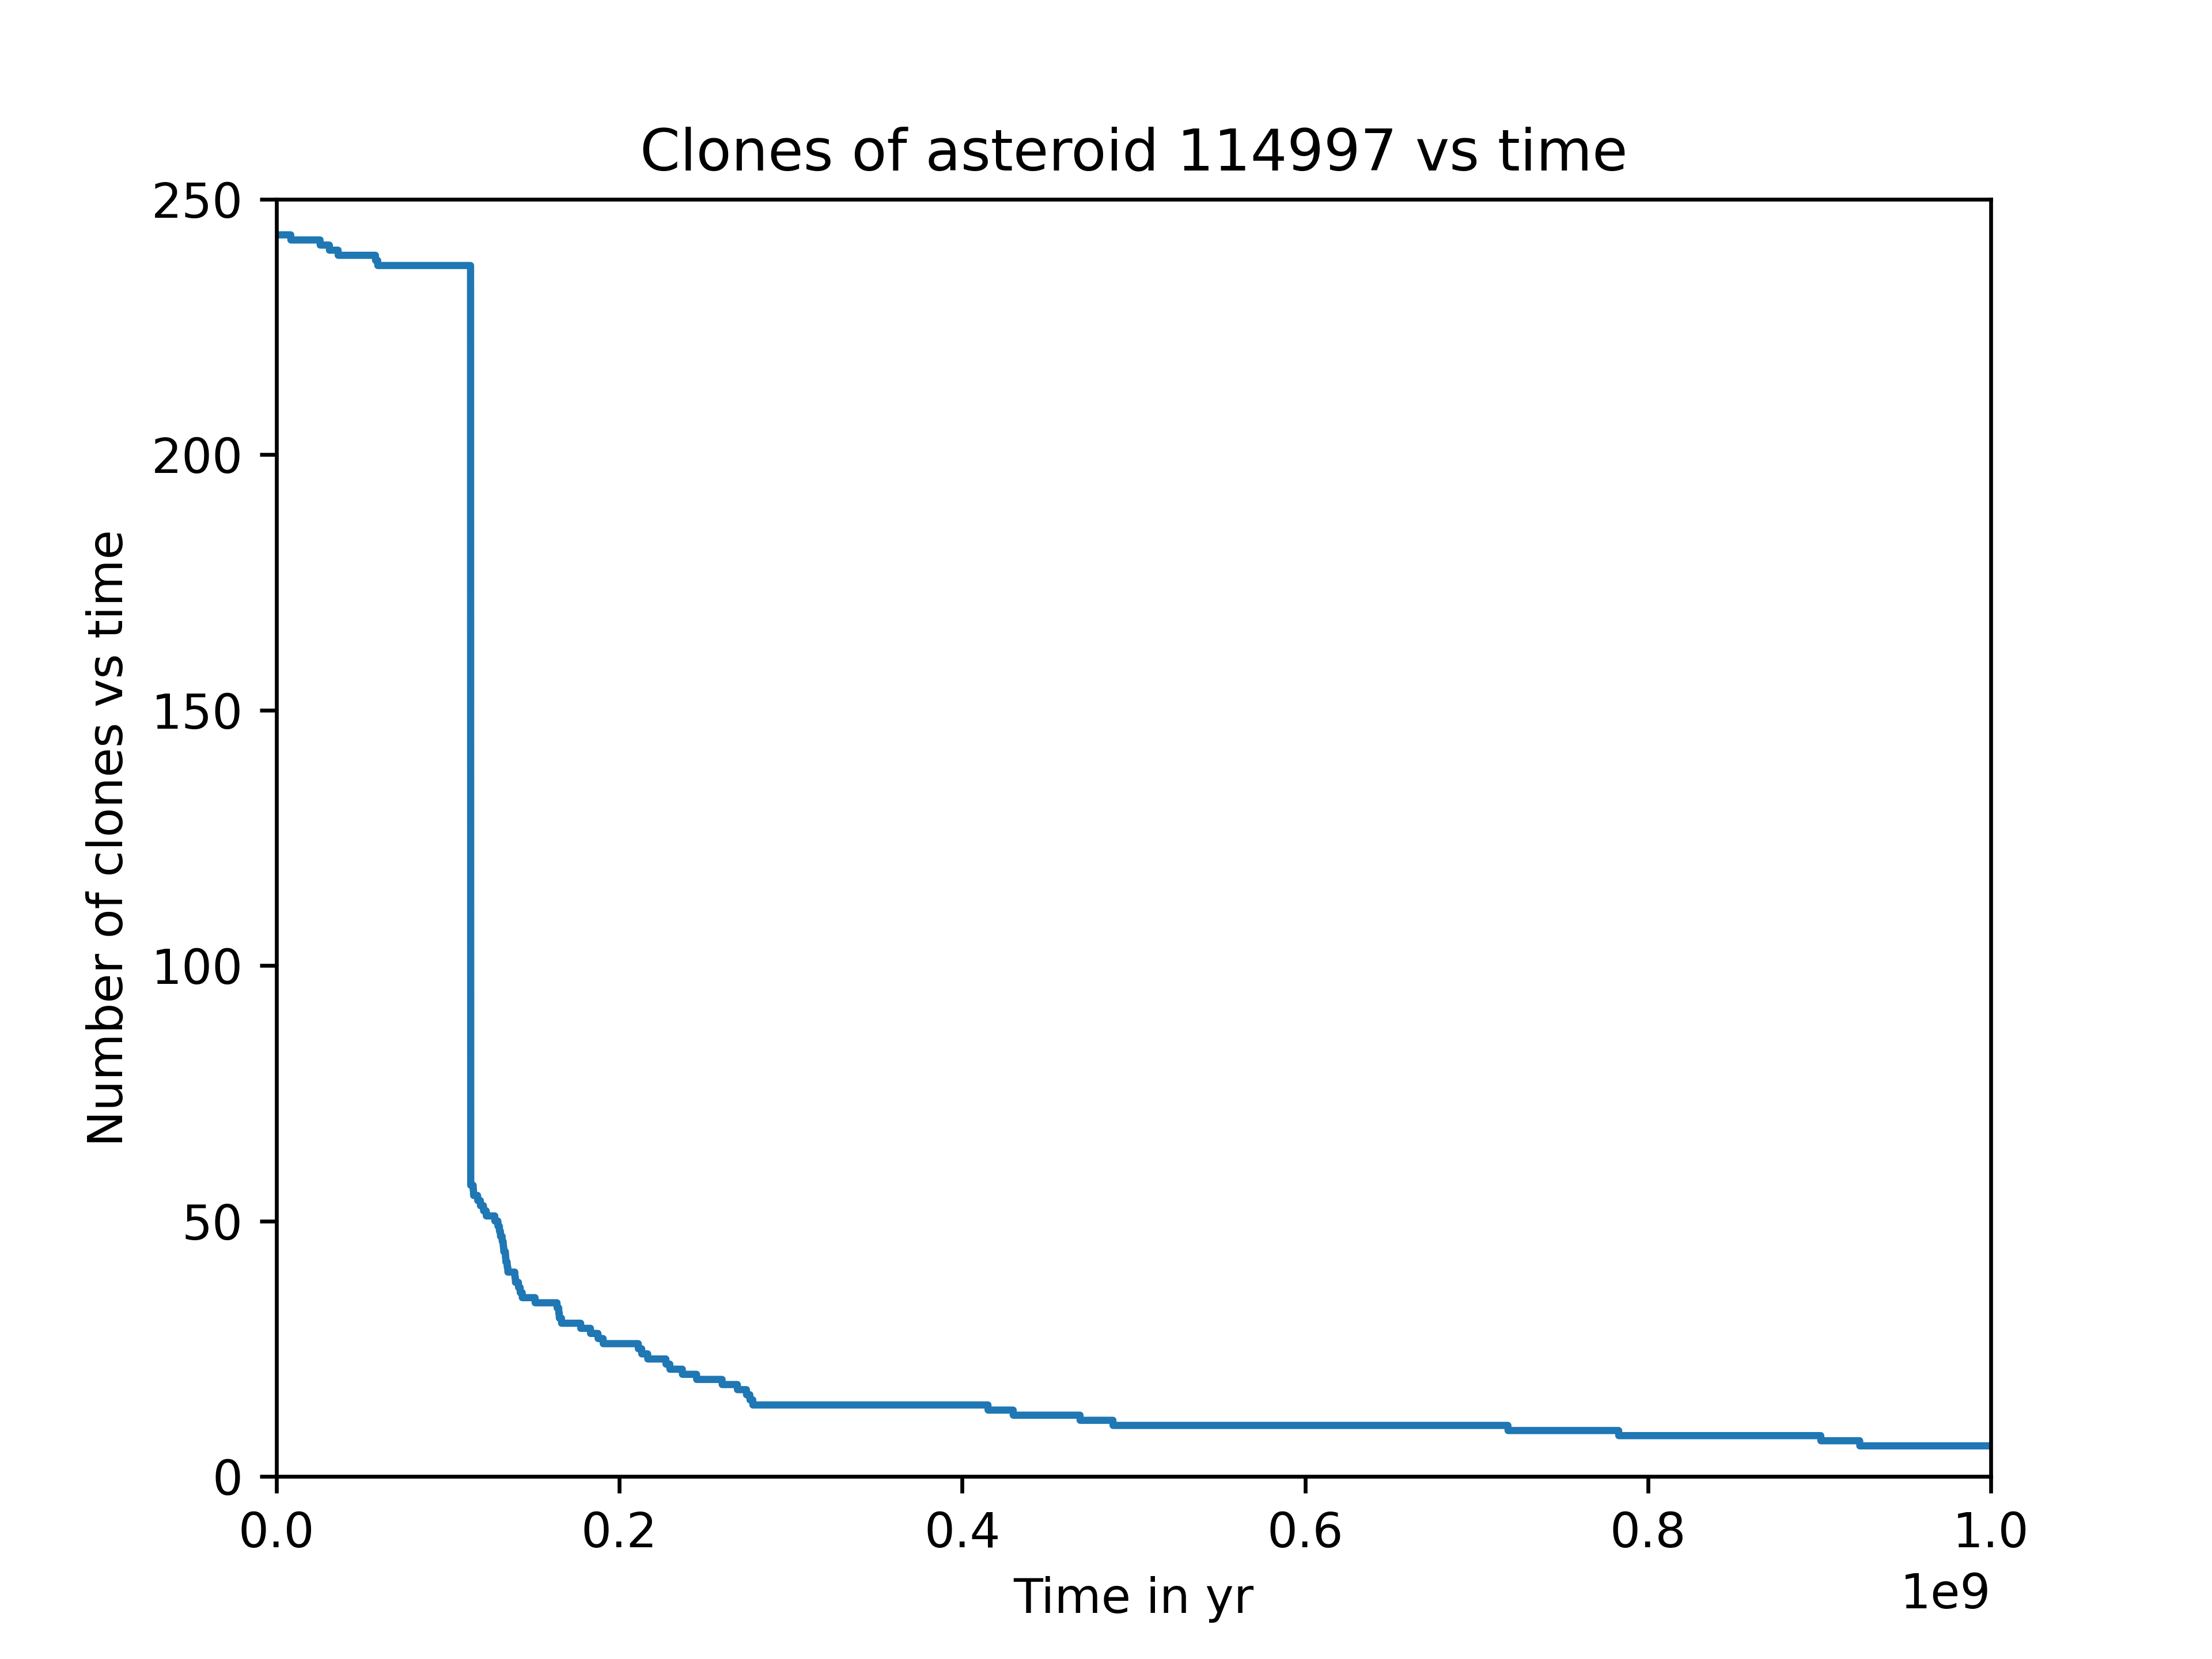 Clones of asteroid 114997 vs time
250
200
150
100
50
0
Number of clones vs time
0.0 0.2 0.4 0.6 0.8 1.0
1e9
Time in yr